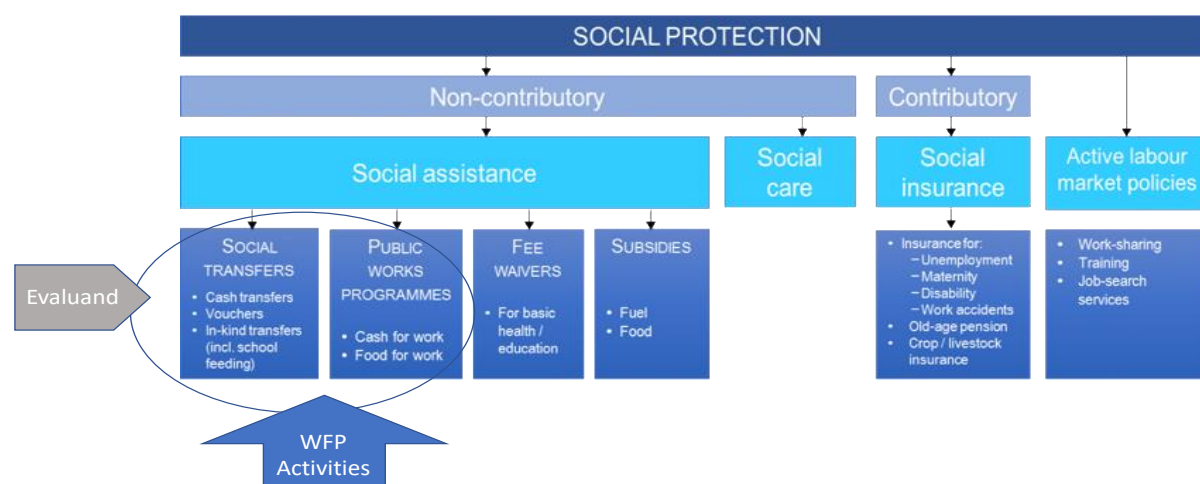 SOCIAL PROTECTION
Non-contributory
Contributory
Social assistance
Social
care
Social
insurance
Active labour
market policies
Evaluand
SOCIAL
TRANSFERS
• Cash transfers
• Vouchers
• In-kind transfers
(incl. school
feeding)
PUBLIC
WORKS
PROGRAMMES
• Cash for work
• Food for work
FEE
WAIVERS
• For basic
health /
education
SUBSIDIES
• Fuel
• Food
• Insurance for:
– Unemployment
– Maternity
– Disability
– Work accidents
• Old-age pension
• Crop / livestock
insurance
• Work-sharing
• Training
• Job-search
services
WFP
Activities